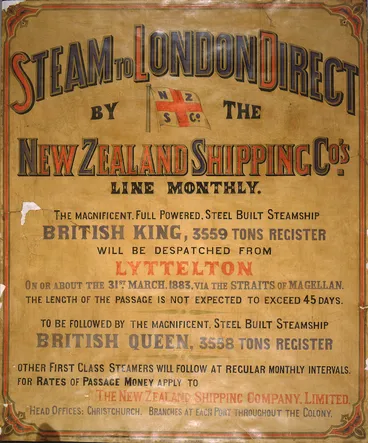 STEAM TO LONDON DIRECT
BY THE
N Z
S Co
NEW ZEALAND SHIPPING Co's
LINE MONTHLY.
THE MAGNIFICENT, FULL POWERED, STEEL BUILT STEAMSHIP
BRITISH KING, 3559 TONS REGISTER
WILL BE DESPATCHED FROM
LYTTELTON
ON OR ABOUT THE 31ST MARCH, 1883, VIA THE STRAITS OF MAGELLAN.
THE LENGTH OF THE PASSAGE IS NOT EXPECTED TO EXCEED 45 DAYS.
TO BE FOLLOWED BY THE MAGNIFICENT, STEEL BUILT STEAMSHIP
BRITISH QUEEN, 3558 TONS REGISTER
OTHER FIRST CLASS STEAMERS WILL FOLLOW AT REGULAR MONTHLY INTERVALS.
FOR RATES OF PASSAGE MONEY APPLY TO
THE NEW ZEALAND SHIPPING COMPANY, LIMITED.
HEAD OFFICES: CHRISTCHURCH. BRANCHES AT EACH PORT THROUGHOUT THE COLONY.